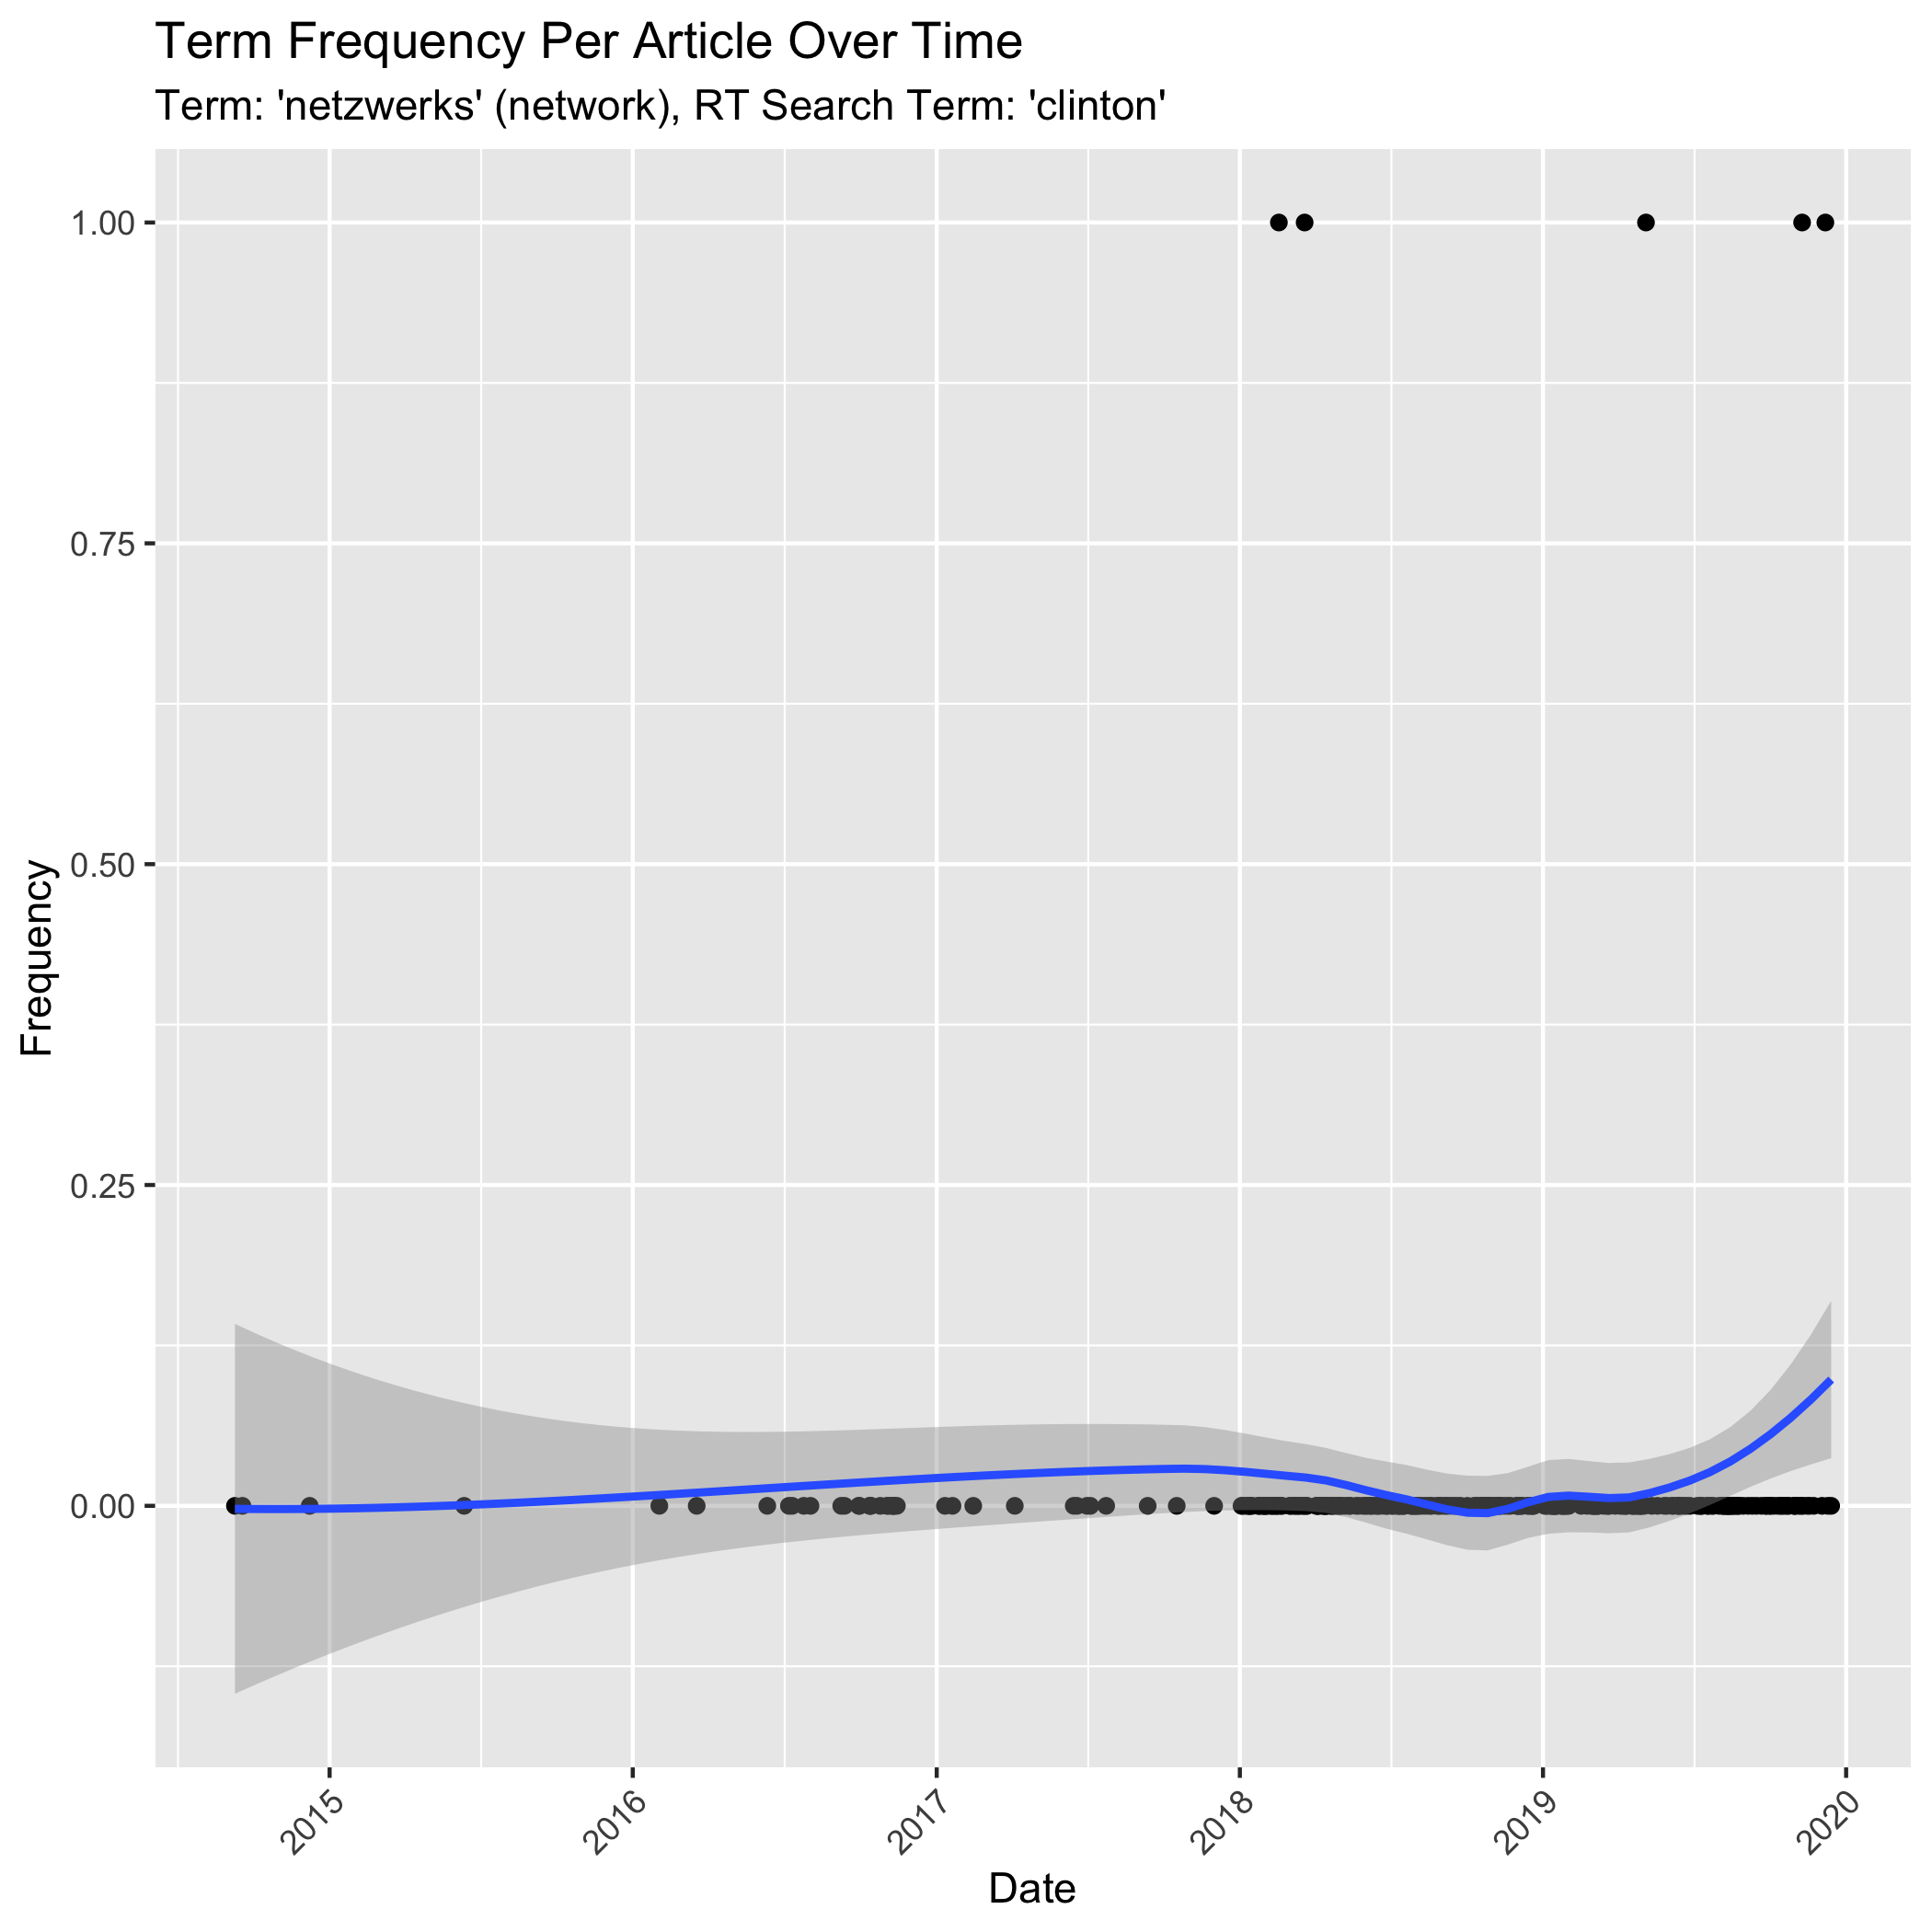 Term Frequency Per Article Over Time
Term: 'netzwerks' (network), RT Search Term: 'clinton'
1.00
0.75
0.50
0.25
0.00
Frequency
2015
2016
2017
2018
2019
2020
Date